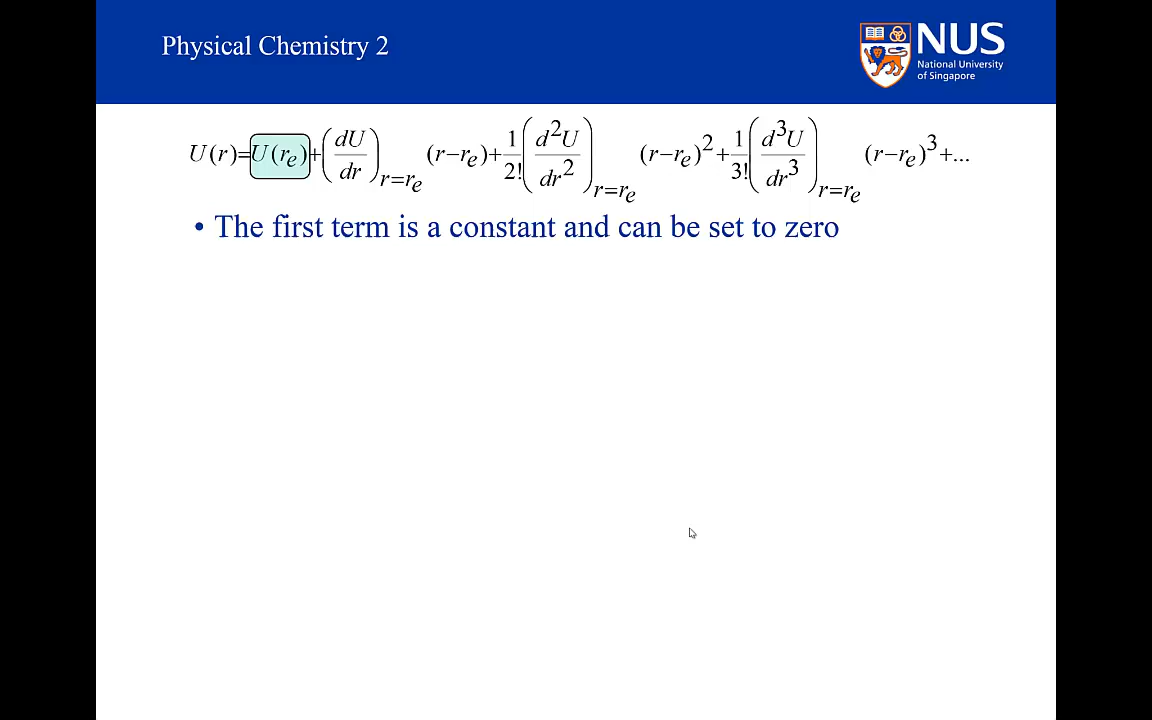 Physical Chemistry 2
NUS
National University
of Singapore
U(r)=U(rₑ)+(dU/dr)ᵣ₌ᵣₑ (r−rₑ)+1/2!(d²U/dr²)ᵣ₌ᵣₑ (r−rₑ)²+1/3!(d³U/dr³)ᵣ₌ᵣₑ (r−rₑ)³+...
• The first term is a constant and can be set to zero